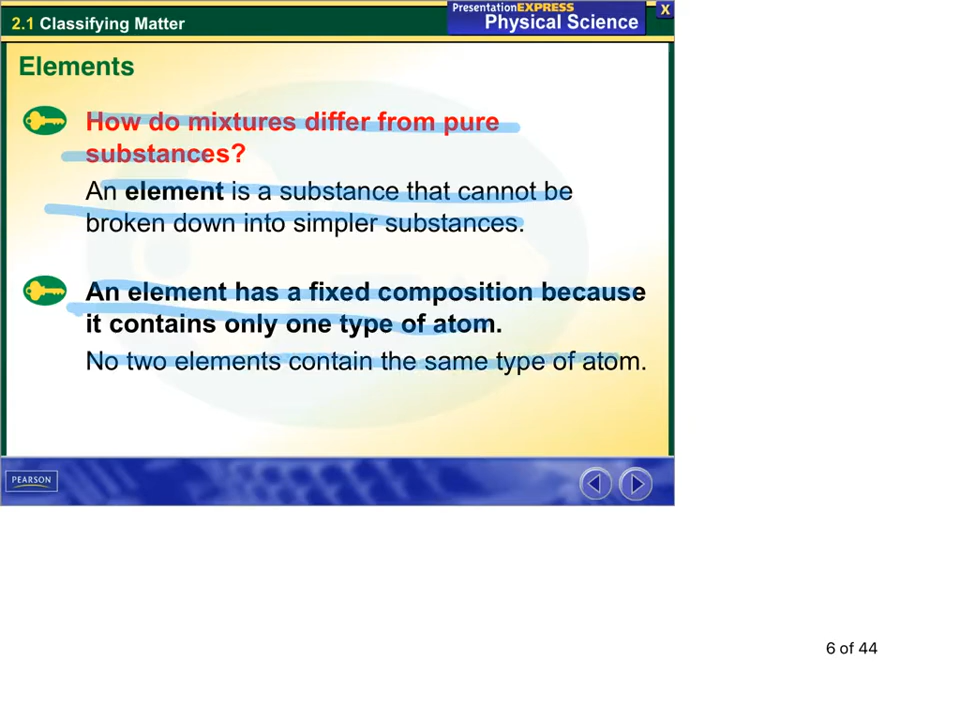 PresentationEXPRESS
Physical Science
X
2.1 Classifying Matter
Elements
How do mixtures differ from pure
substances?
An element is a substance that cannot be
broken down into simpler substances.
An element has a fixed composition because
it contains only one type of atom.
No two elements contain the same type of atom.
PEARSON
6 of 44